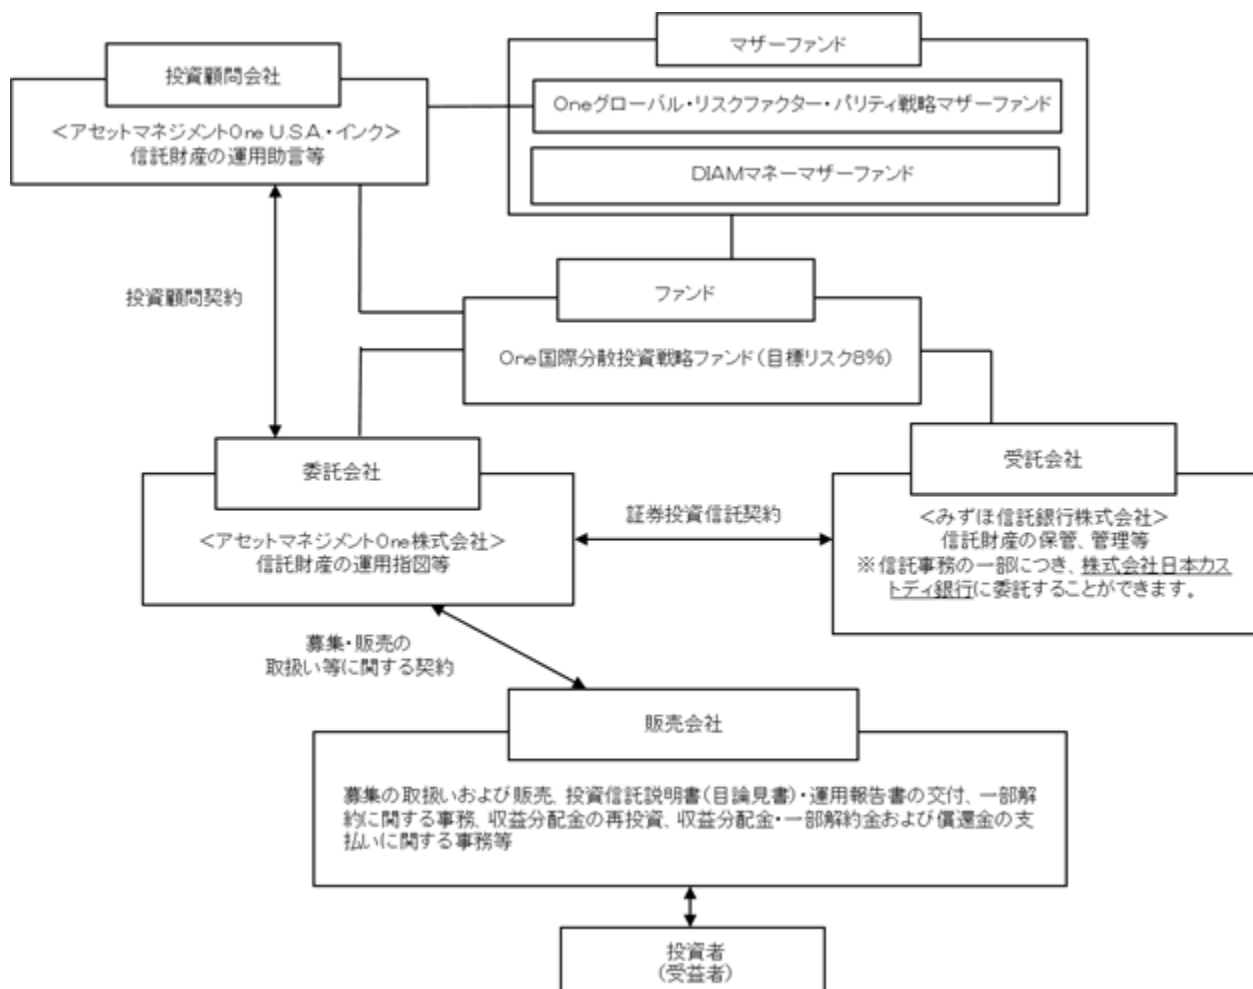 マザーファンド
投資顧問会社
Oneグローバル・リスクファクター・パリティ戦略マザーファンド
<アセットマネジメントOne U.S.A.・インク>
信託財産の運用助言等
DIAMマネーマザーファンド
投資顧問契約
ファンド
One国際分散投資戦略ファンド(目標リスク8%)
委託会社
受託会社
<アセットマネジメントOne株式会社>
信託財産の運用指図等
証券投資信託契約
<みずほ信託銀行株式会社>
信託財産の保管、管理等
※信託事務の一部につき、株式会社日本カス
トディ銀行に委託することができます。
募集・販売の
取扱い等に関する契約
販売会社
募集の取扱いおよび販売、投資信託説明書(目論見書)・運用報告書の交付、一部解
約に関する事務、収益分配金の再投資、収益分配金・一部解約金および償還金の支
払いに関する事務等
投資者
(受益者)